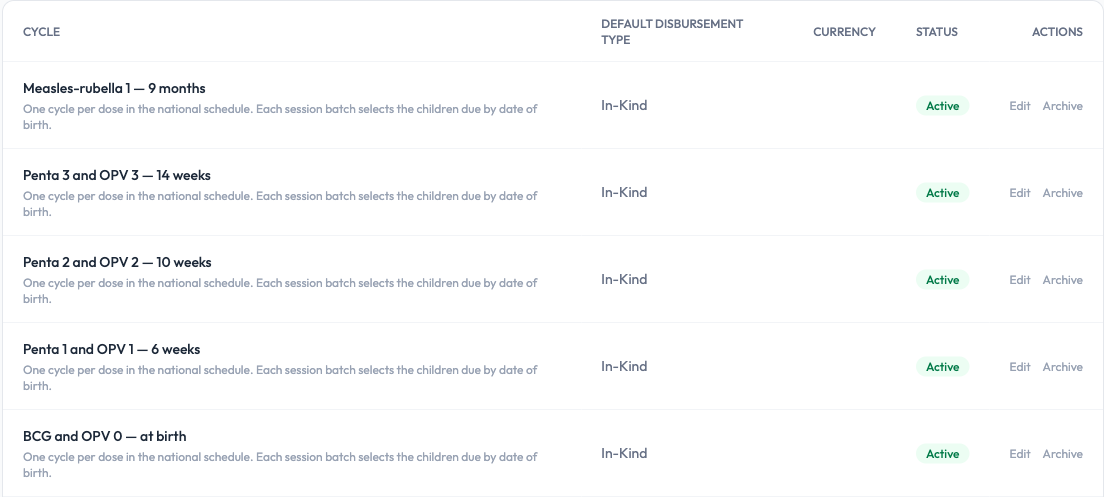 CYCLE
DEFAULT DISBURSEMENT
TYPE
CURRENCY
STATUS
ACTIONS
Measles-rubella 1 — 9 months
One cycle per dose in the national schedule. Each session batch selects the children due by date of
birth.
In-Kind
Active
Edit Archive
Penta 3 and OPV 3 — 14 weeks
One cycle per dose in the national schedule. Each session batch selects the children due by date of
birth.
In-Kind
Active
Edit Archive
Penta 2 and OPV 2 — 10 weeks
One cycle per dose in the national schedule. Each session batch selects the children due by date of
birth.
In-Kind
Active
Edit Archive
Penta 1 and OPV 1 — 6 weeks
One cycle per dose in the national schedule. Each session batch selects the children due by date of
birth.
In-Kind
Active
Edit Archive
BCG and OPV 0 — at birth
One cycle per dose in the national schedule. Each session batch selects the children due by date of
birth.
In-Kind
Active
Edit Archive